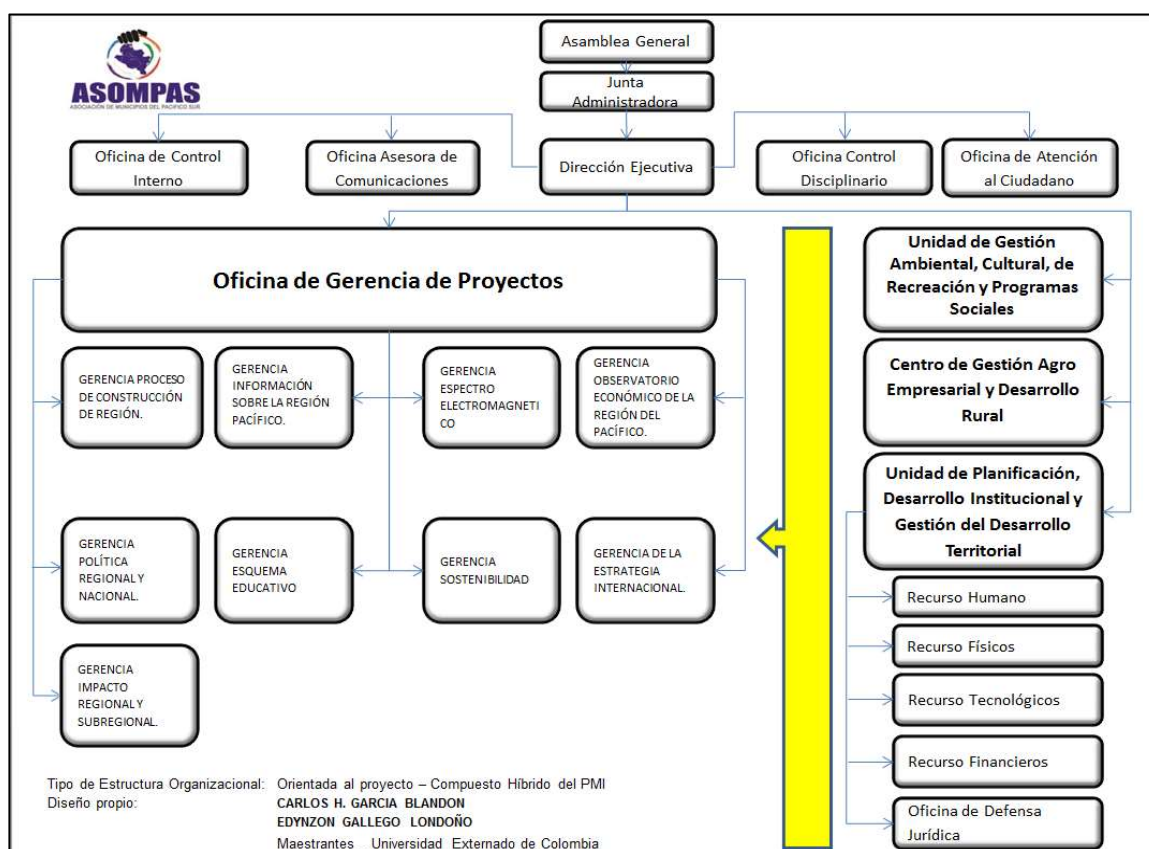 ASOMPAS
ASOCIACIÓN DE MUNICIPIOS DEL PACIFICO SUR
Asamblea General
Junta
Administradora
Oficina de Control
Interno
Oficina Asesora de
Comunicaciones
Dirección Ejecutiva
Oficina Control
Disciplinario
Oficina de Atención
al Ciudadano
Oficina de Gerencia de Proyectos
GERENCIA PROCESO
DE CONSTRUCCIÓN
DE REGIÓN.
GERENCIA
INFORMACIÓN
SOBRE LA REGIÓN
PACÍFICO.
GERENCIA
ESPECTRO
ELECTROMAGNETI
CO
GERENCIA
OBSERVATORIO
ECONÓMICO DE LA
REGIÓN DEL
PACÍFICO.
GERENCIA
POLÍTICA
REGIONAL Y
NACIONAL.
GERENCIA
ESQUEMA
EDUCATIVO
GERENCIA
SOSTENIBILIDAD
GERENCIA DE LA
ESTRATEGIA
INTERNACIONAL.
GERENCIA
IMPACTO
REGIONAL Y
SUBREGIONAL.
Unidad de Gestión
Ambiental, Cultural, de
Recreación y Programas
Sociales
Centro de Gestión Agro
Empresarial y Desarrollo
Rural
Unidad de Planificación,
Desarrollo Institucional y
Gestión del Desarrollo
Territorial
Recurso Humano
Recurso Físicos
Recurso Tecnológicos
Recurso Financieros
Oficina de Defensa
Jurídica
Tipo de Estructura Organizacional: Orientada al proyecto – Compuesto Híbrido del PMI
Diseño propio: CARLOS H. GARCIA BLANDON
EDYNZON GALLEGO LONDOÑO
Maestrantes Universidad Externado de Colombia